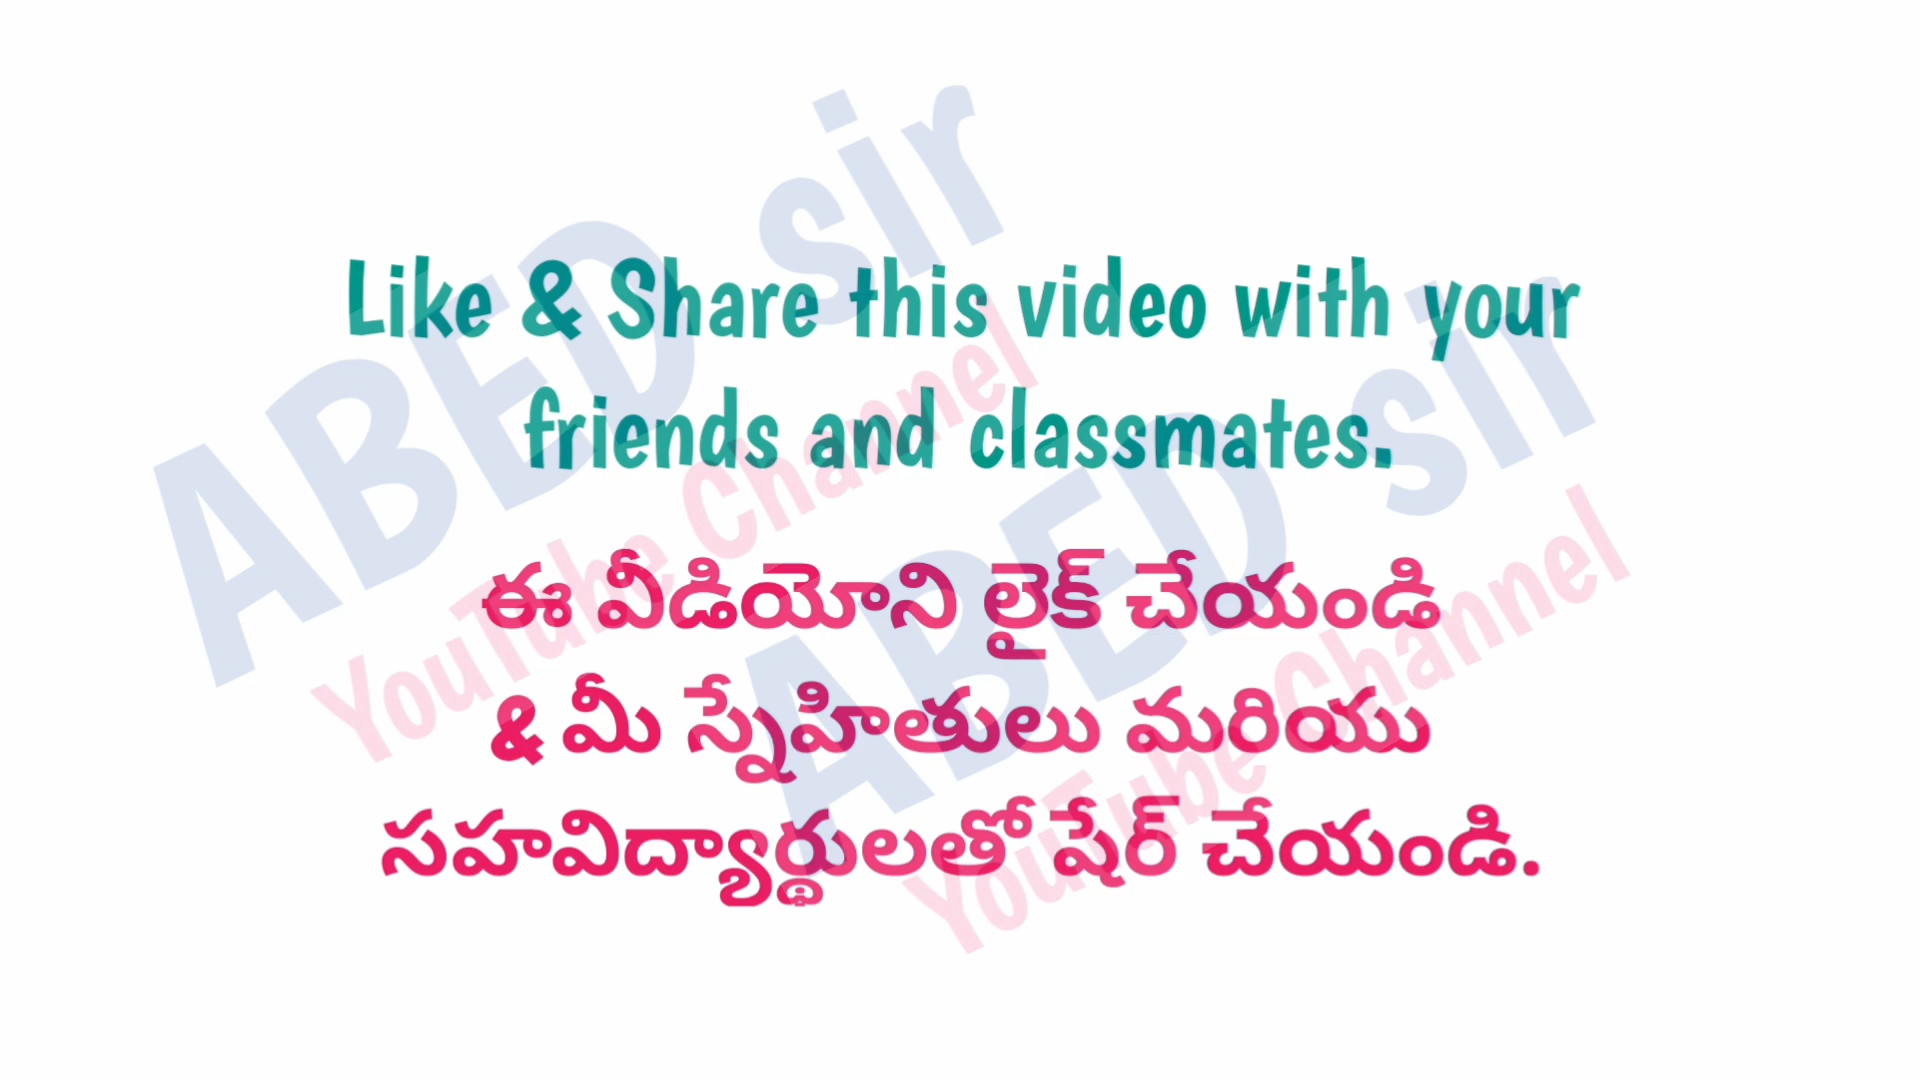 Like & Share this video with your
friends and classmates.
ఈ వీడియోని లైక్ చేయండి
& మీ స్నేహితులు మరియు
సహవిద్యార్థులతో షేర్ చేయండి.
ABED sir
YouTube Channel
ABED sir
YouTube Channel